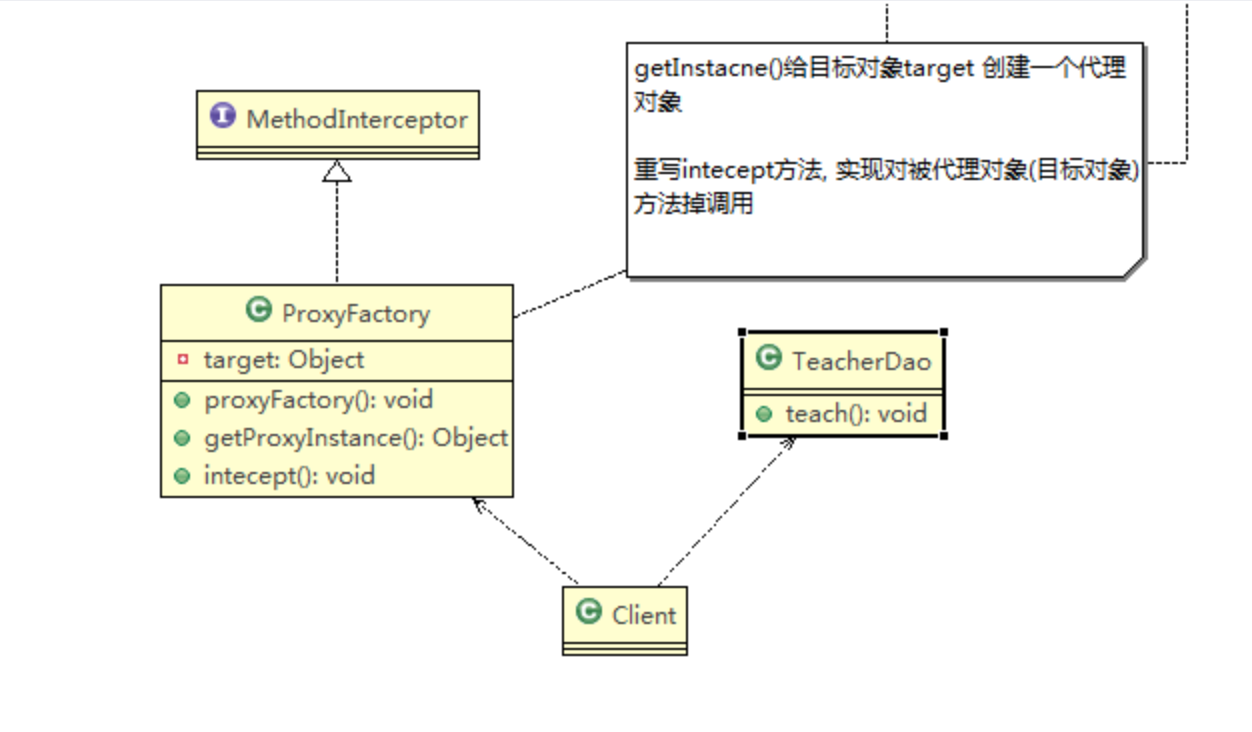 getInstacne()给目标对象target 创建一个代理
对象
重写intecept方法, 实现对被代理对象(目标对象)
方法掉调用
MethodInterceptor
ProxyFactory
target: Object
proxyFactory(): void
getProxyInstance(): Object
intecept(): void
TeacherDao
teach(): void
Client